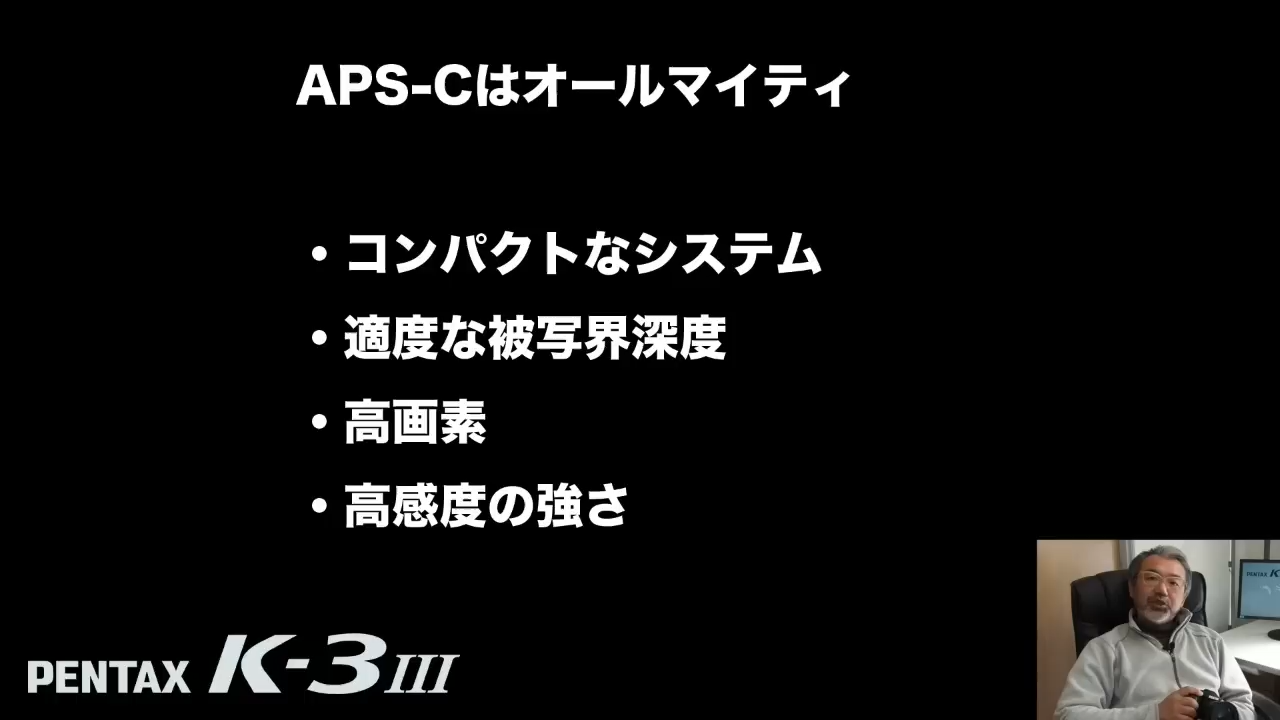 APS-Cはオールマイティ
・コンパクトなシステム
・適度な被写界深度
・高画素
・高感度の強さ
PENTAX K-3 III
PENTAX K